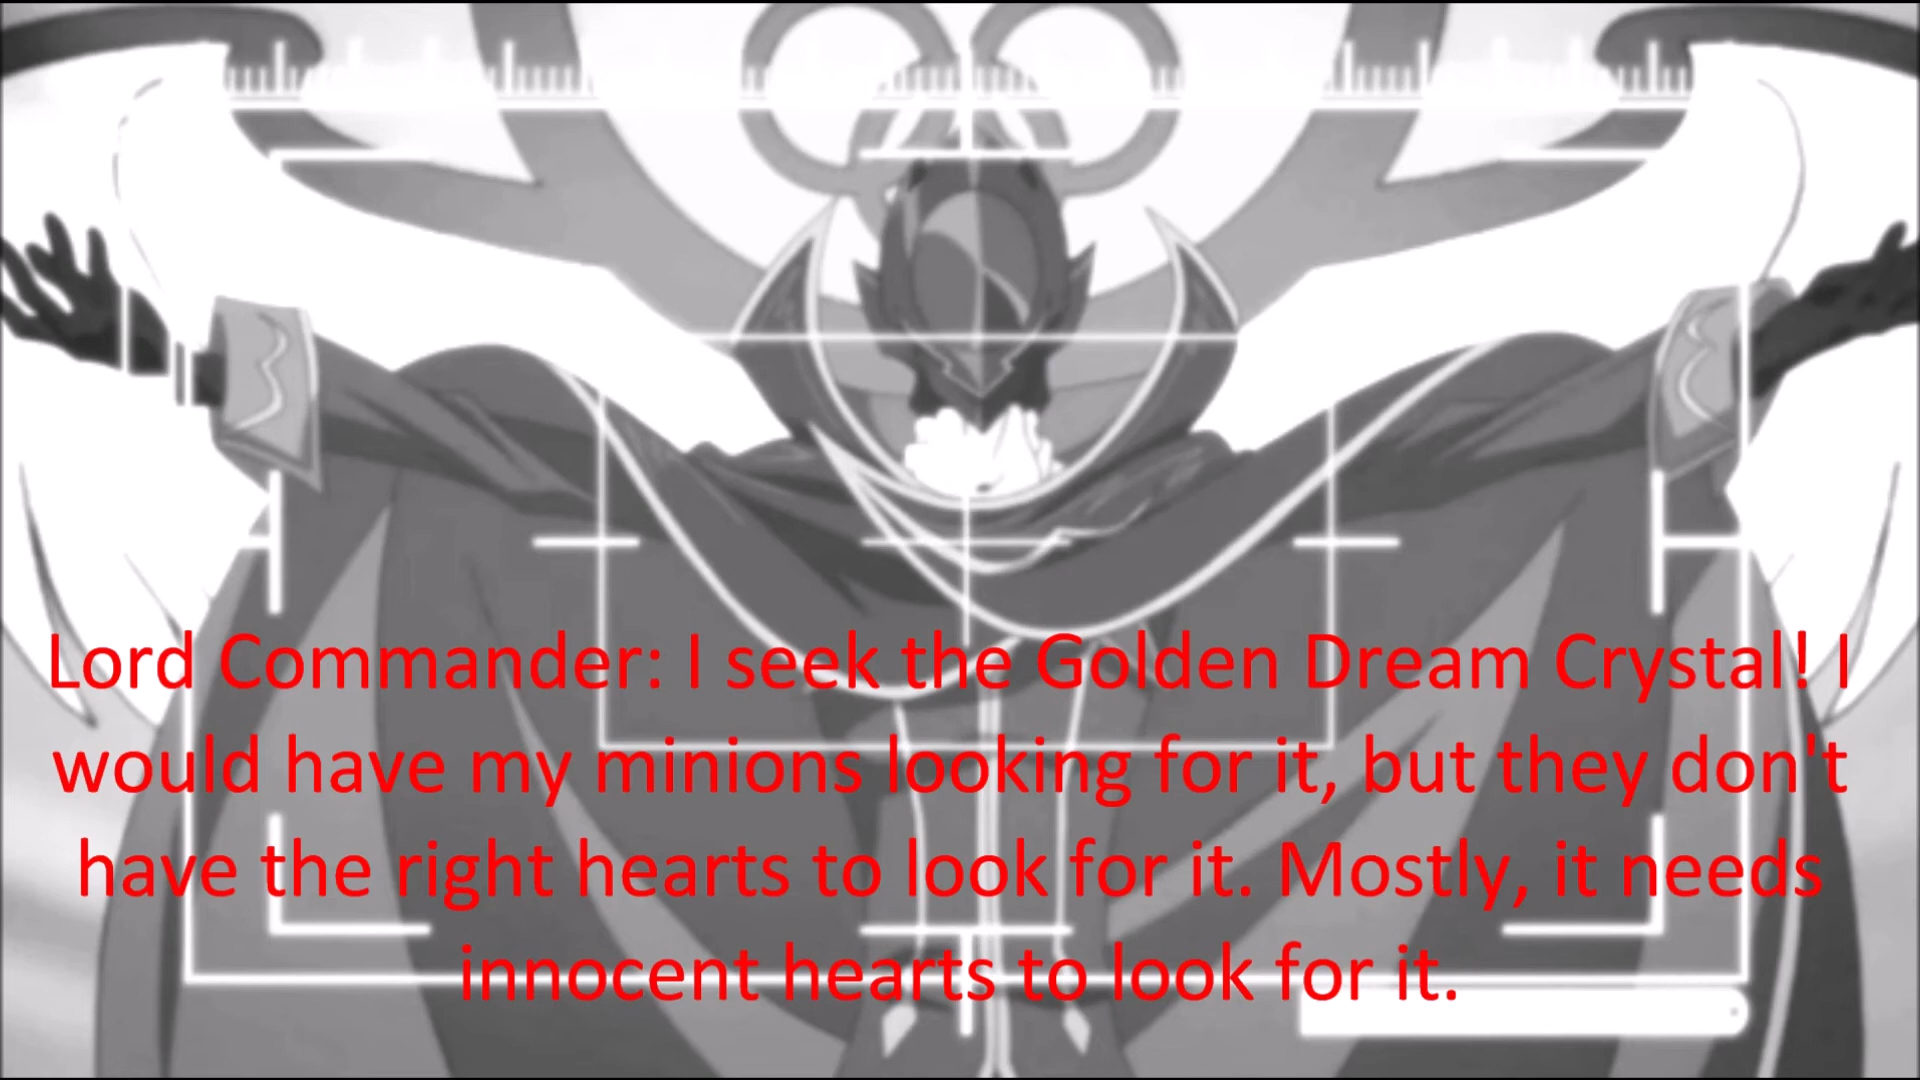 Lord Commander: I seek the Golden Dream Crystal! I
would have my minions looking for it, but they don't
have the right hearts to look for it. Mostly, it needs
innocent hearts to look for it.